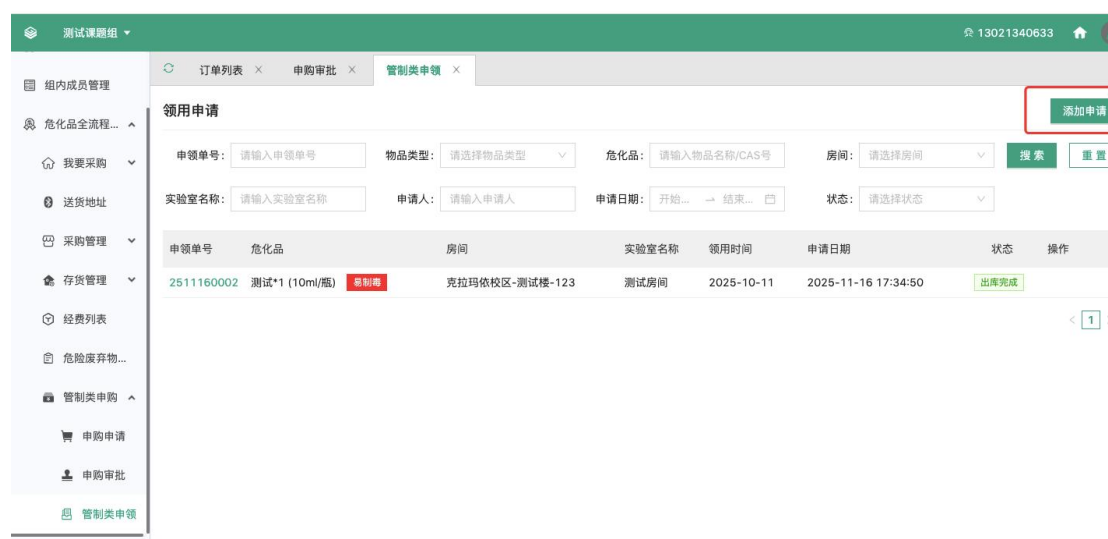 测试课题组 13021340633
组内成员管理
危化品全流程...
我要采购
送货地址
采购管理
存货管理
经费列表
危险废弃物...
管制类申购
申购申请
申购审批
管制类申领
订单列表 × 申购审批 × 管制类申领 ×
领用申请 添加申请
申领单号: 请输入申领单号 物品类型: 请选择物品类型 危化品: 请输入物品名称/CAS号 房间: 请选择房间 搜索 重置
实验室名称: 请输入实验室名称 申请人: 请输入申请人 申请日期: 开始... → 结束... 状态: 请选择状态
申领单号 危化品 房间 实验室名称 领用时间 申请日期 状态 操作
2511160002 测试*1 (10ml/瓶) 易制毒 克拉玛依校区-测试楼-123 测试房间 2025-10-11 2025-11-16 17:34:50 出库完成
< 1